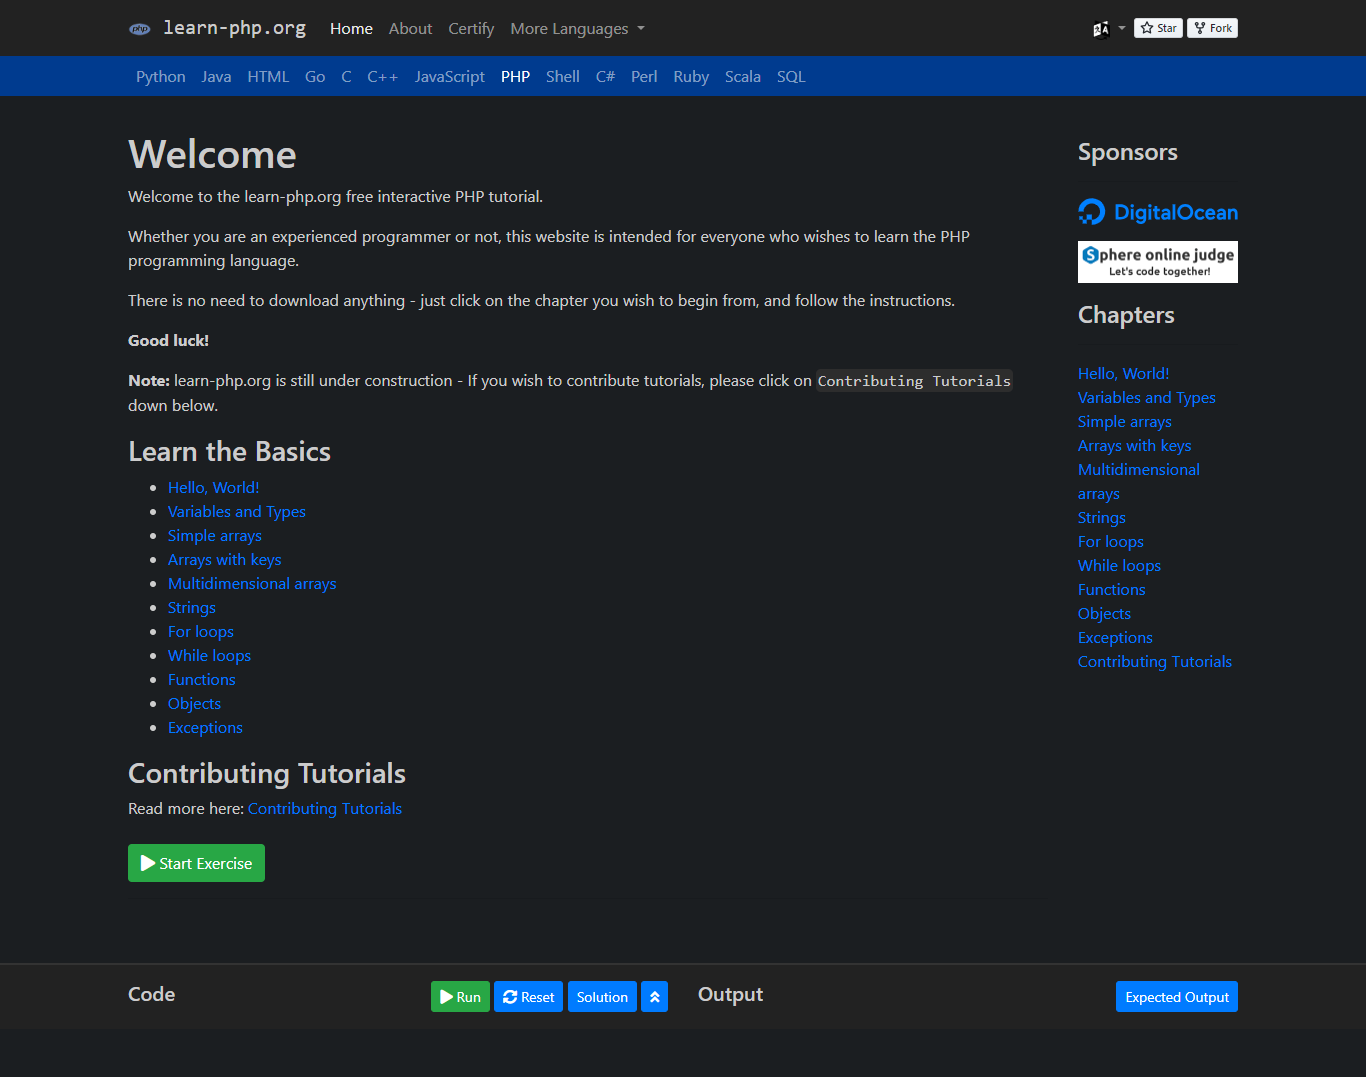 php learn-php.org Home About Certify More Languages Star Fork
Python Java HTML Go C C++ JavaScript PHP Shell C# Perl Ruby Scala SQL
Welcome
Welcome to the learn-php.org free interactive PHP tutorial.
Whether you are an experienced programmer or not, this website is intended for everyone who wishes to learn the PHP
programming language.
There is no need to download anything - just click on the chapter you wish to begin from, and follow the instructions.
Good luck!
Note: learn-php.org is still under construction - If you wish to contribute tutorials, please click on Contributing Tutorials
down below.
Learn the Basics
Hello, World!
Variables and Types
Simple arrays
Arrays with keys
Multidimensional arrays
Strings
For loops
While loops
Functions
Objects
Exceptions
Contributing Tutorials
Read more here: Contributing Tutorials
Start Exercise
Sponsors
DigitalOcean
Sphere online judge
Let's code together!
Chapters
Hello, World!
Variables and Types
Simple arrays
Arrays with keys
Multidimensional
arrays
Strings
For loops
While loops
Functions
Objects
Exceptions
Contributing Tutorials
Code Run Reset Solution Output Expected Output